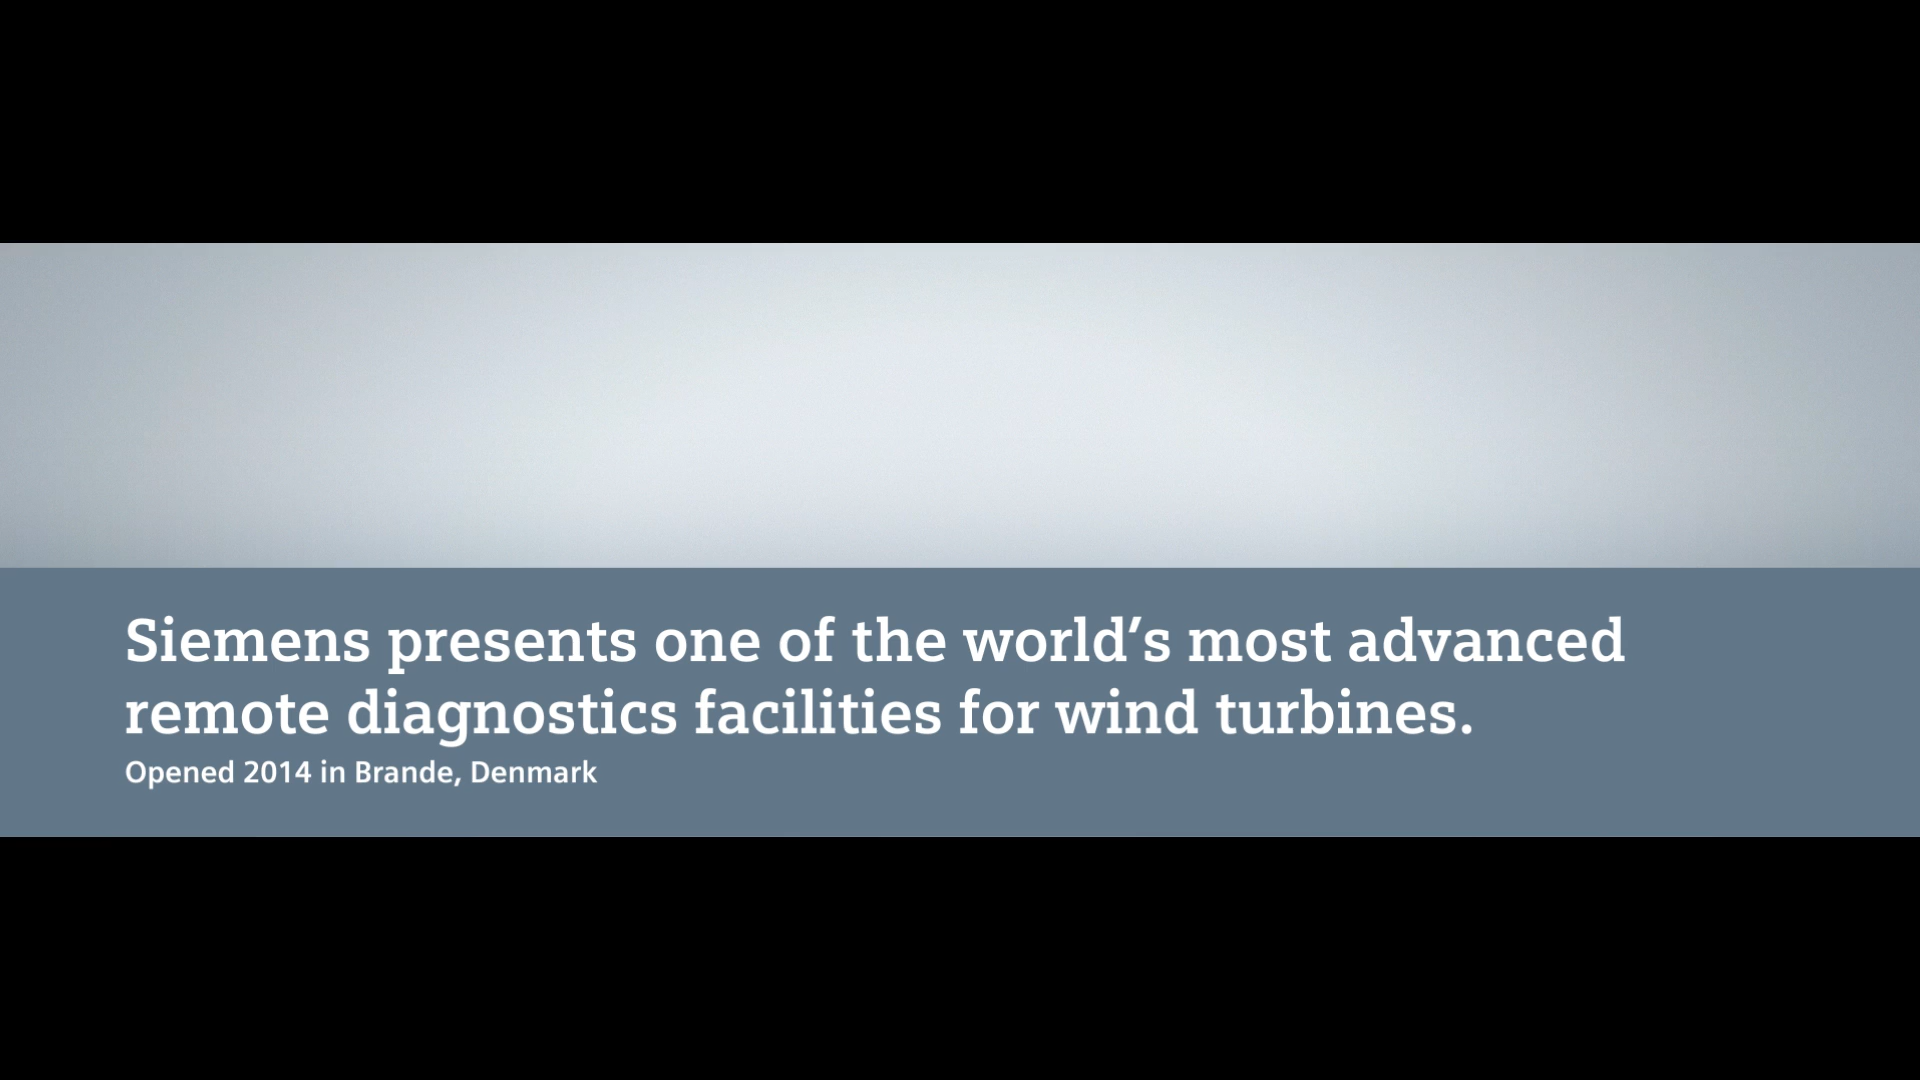 Siemens presents one of the world’s most advanced
remote diagnostics facilities for wind turbines.
Opened 2014 in Brande, Denmark